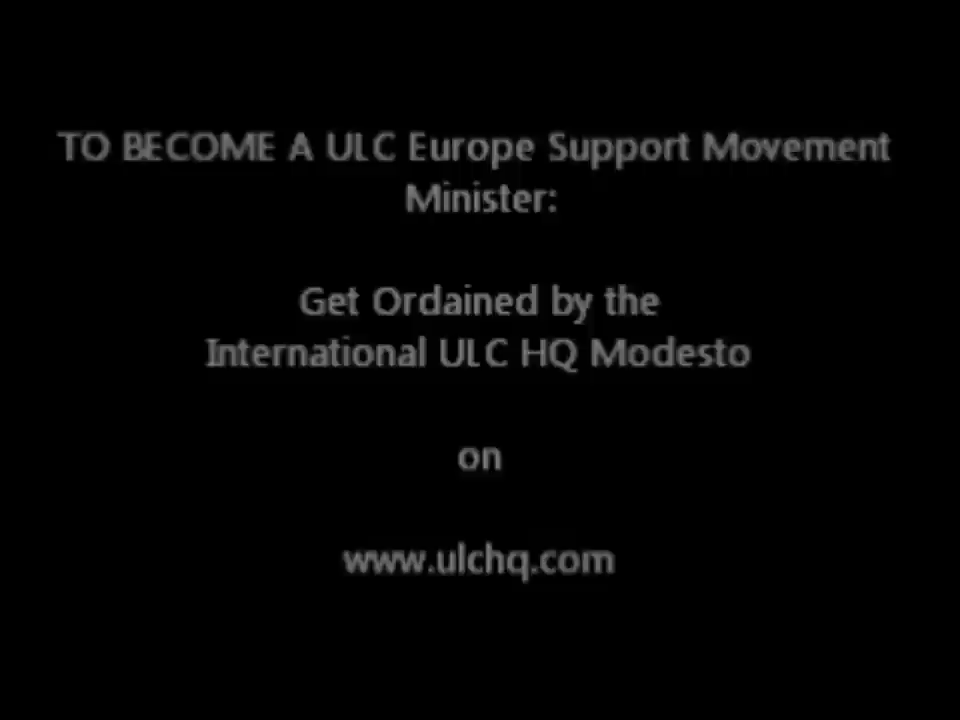 TO BECOME A ULC Europe Support Movement
Minister:
Get Ordained by the
International ULC HQ Modesto
on
www.ulchq.com